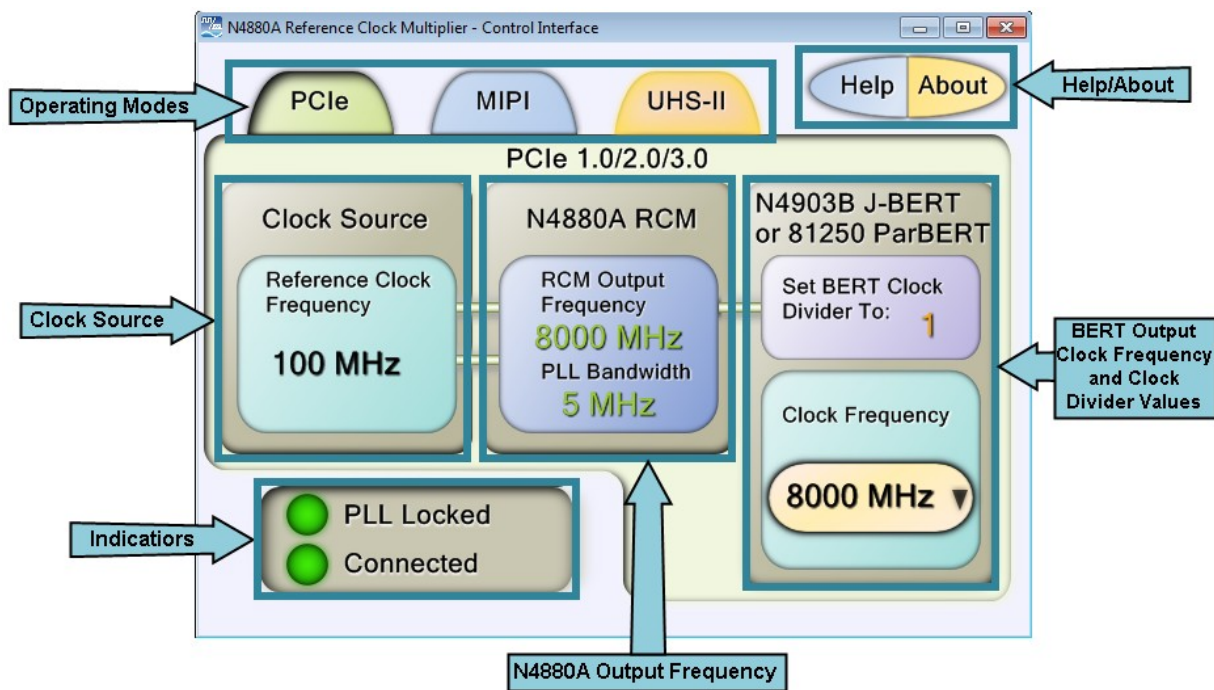 N4880A Reference Clock Multiplier - Control Interface
Operating Modes
PCIe
MIPI
UHS-II
Help
About
Help/About
PCIe 1.0/2.0/3.0
Clock Source
Clock Source
Reference Clock
Frequency
100 MHz
N4880A RCM
RCM Output
Frequency
8000 MHz
PLL Bandwidth
5 MHz
N4903B J-BERT
or 81250 ParBERT
Set BERT Clock
Divider To:
1
Clock Frequency
8000 MHz
BERT Output
Clock Frequency
and Clock
Divider Values
Indicatiors
PLL Locked
Connected
N4880A Output Frequency